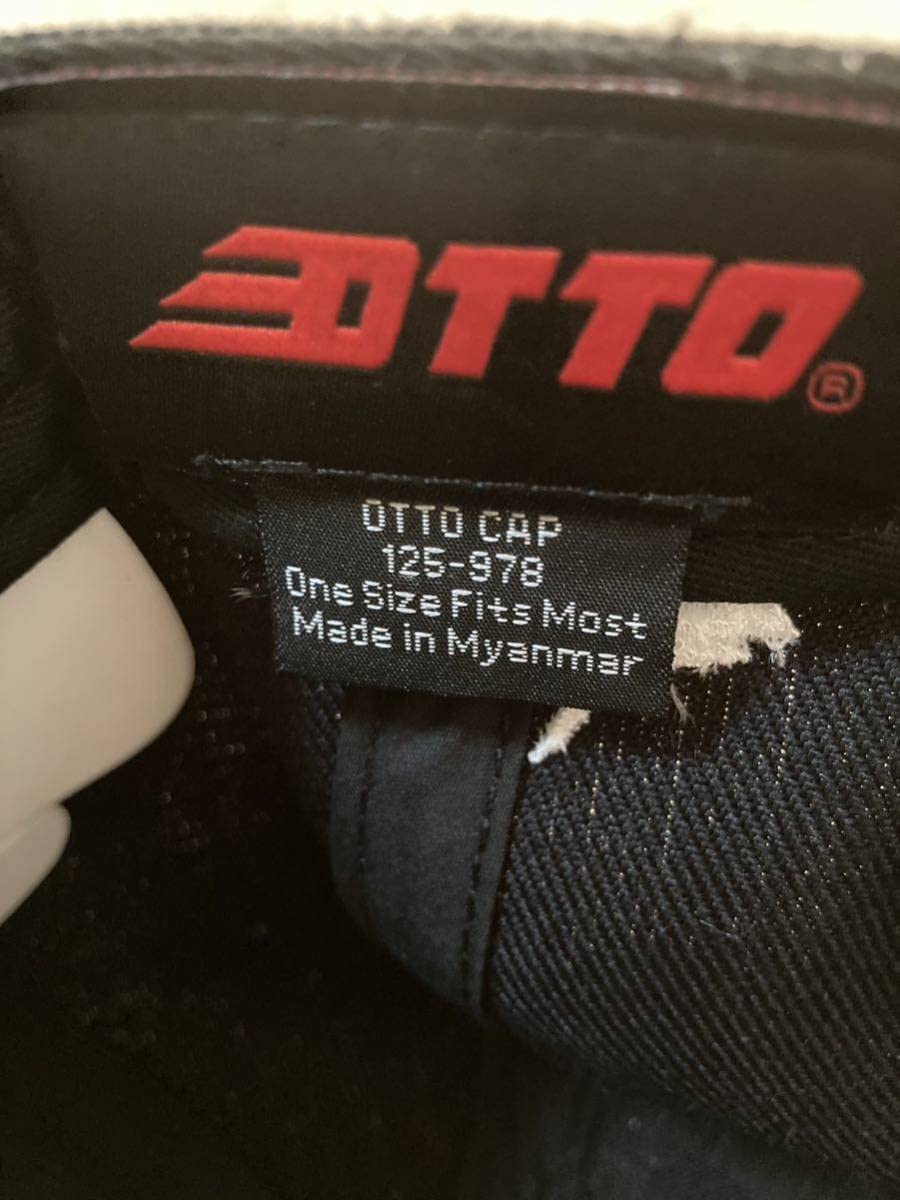 OTTO®
OTTO CAP
125-978
One Size Fits Most
Made in Myanmar